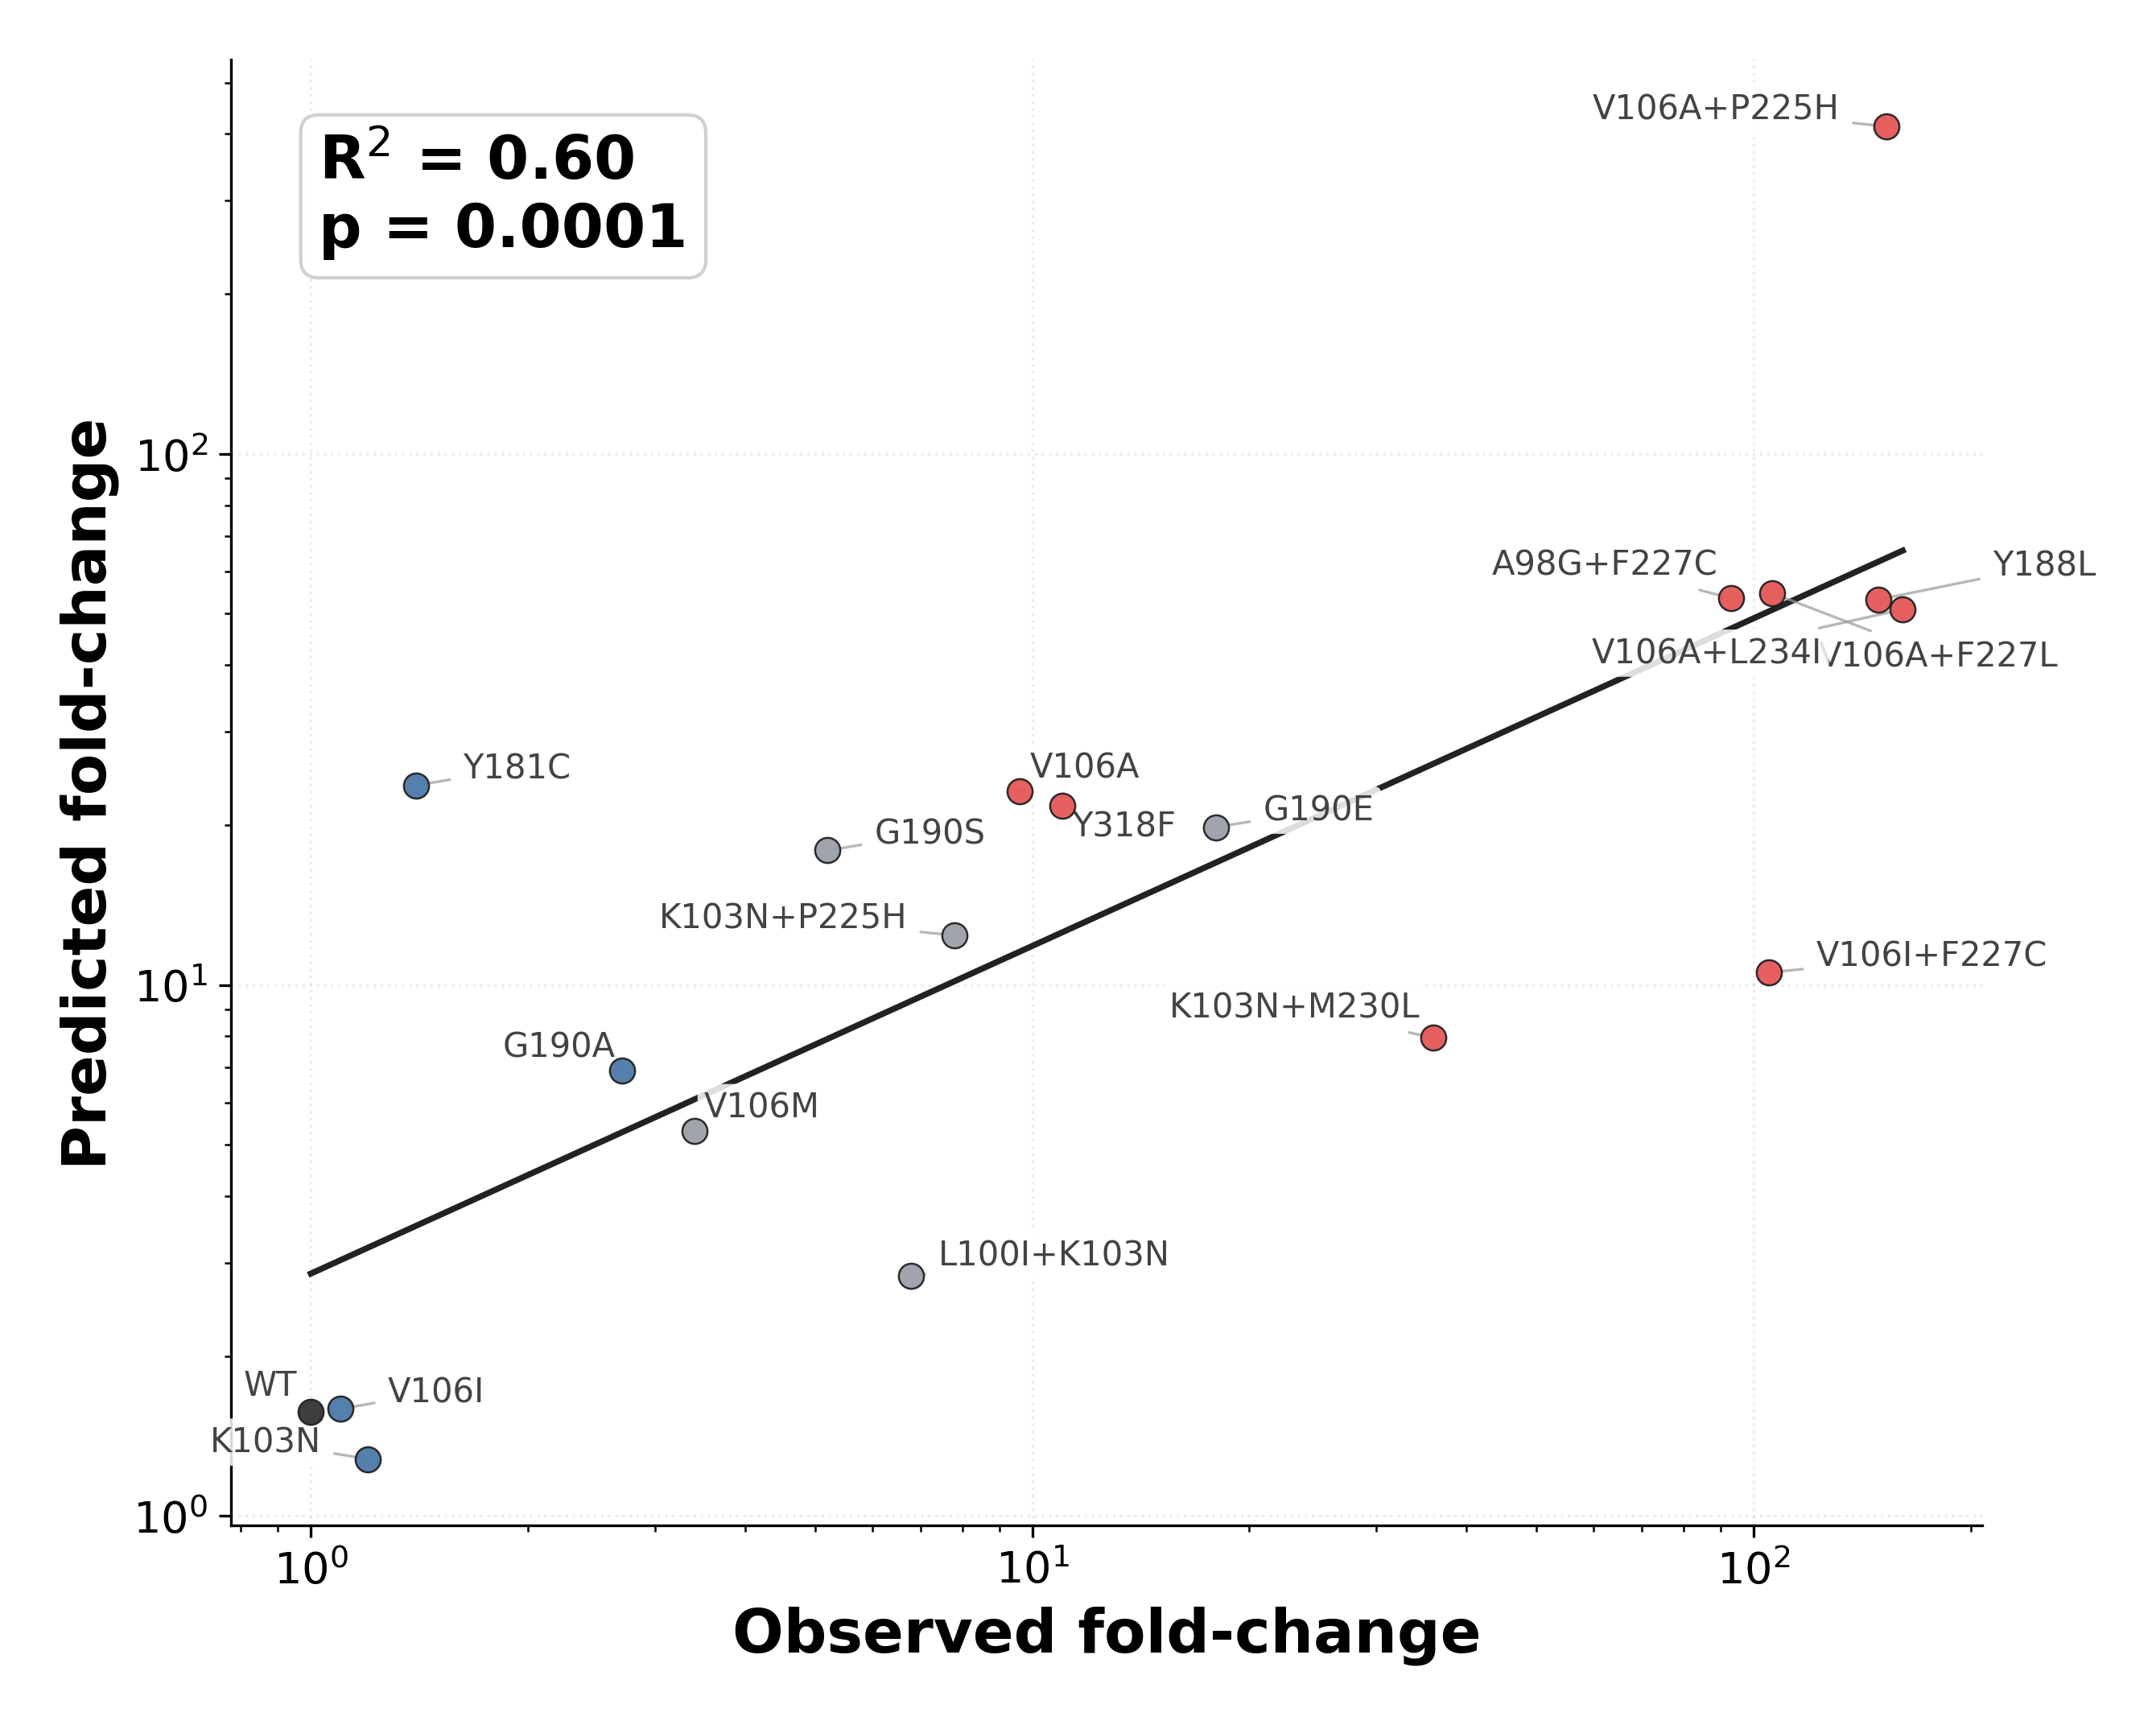 R² = 0.60
p = 0.0001
V106A+P225H
A98G+F227C
Y188L
V106A+L234I
V106A+F227L
Y181C
V106A
Y318F
G190E
G190S
K103N+P225H
V106I+F227C
K103N+M230L
G190A
V106M
L100I+K103N
WT
V106I
K103N
Predicted fold-change
10²
10¹
10⁰
10⁰
10¹
10²
Observed fold-change